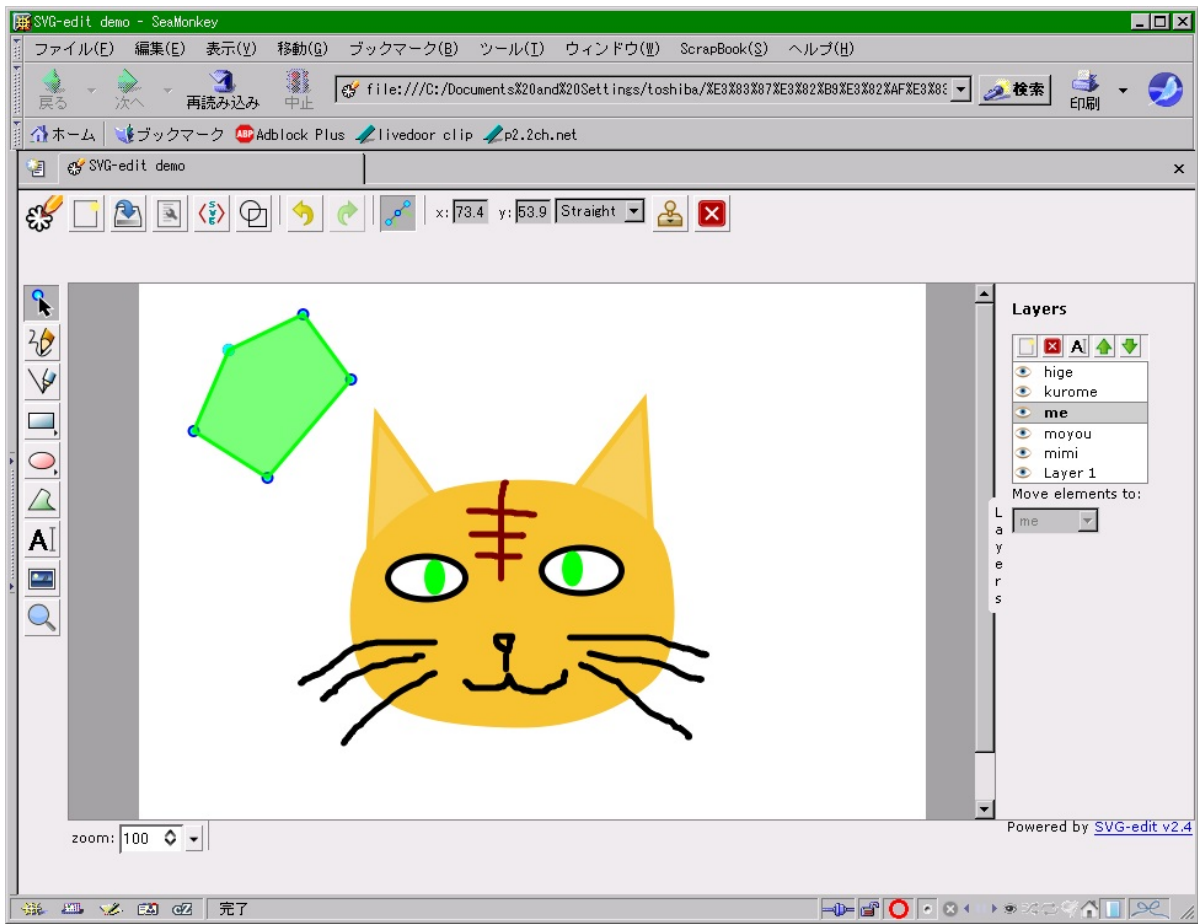 SVG-edit demo - SeaMonkey
ファイル(F) 編集(E) 表示(V) 移動(G) ブックマーク(B) ツール(T) ウィンドウ(W) ScrapBook(S) ヘルプ(H)
戻る 次へ 再読み込み 中止 file:///C:/Documents%20and%20Settings/toshiba/%E3%83%87%E3%82%B9%E3%82%AF%E3%8 検索 印刷
ホーム ブックマーク ABP Adblock Plus livedoor clip p2.2ch.net
SVG-edit demo
x: 73.4 y: 53.9 Straight
Layers
hige
kurome
me
moyou
mimi
Layer 1
Move elements to:
me
Layers
zoom: 100
Powered by SVG-edit v2.4
完了